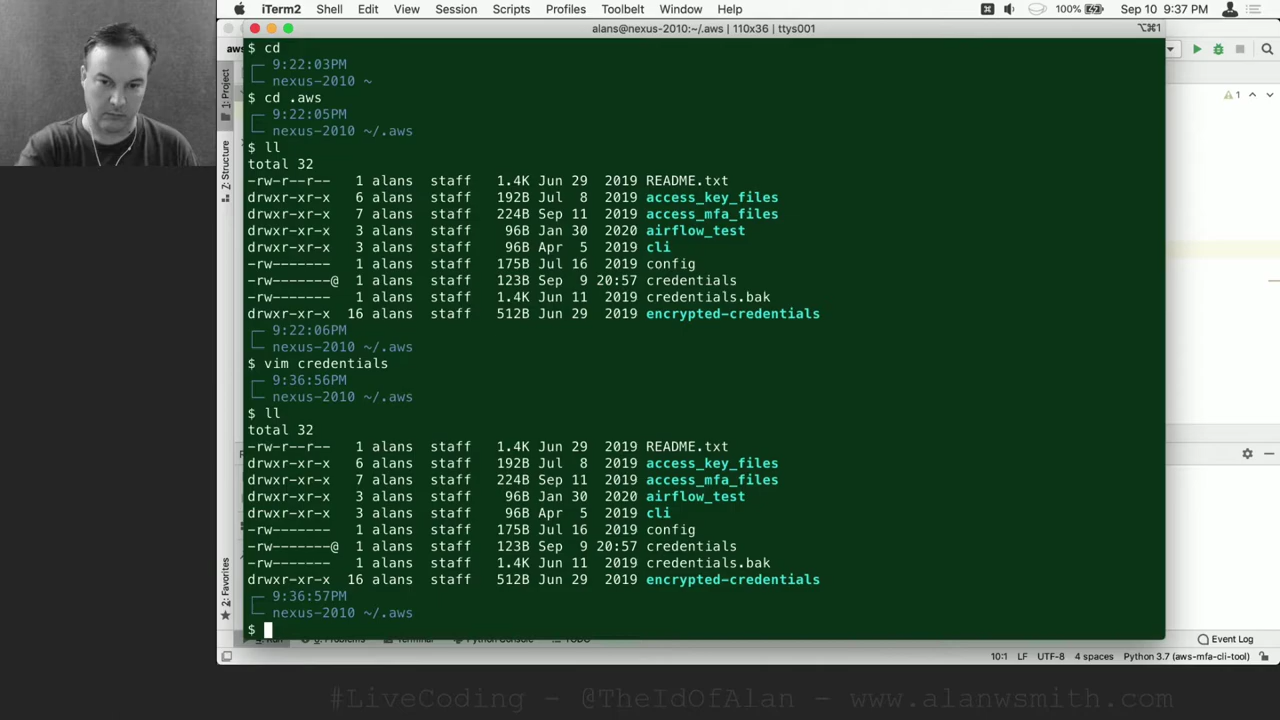 iTerm2 Shell Edit View Session Scripts Profiles Toolbelt Window Help 100% Sep 10 9:37 PM
alans@nexus-2010:~/.aws | 110x36 | ttys001 ⌥⌘1
aws
1: Project
7: Structure
2: Favorites
1
$ cd
9:22:03PM
nexus-2010 ~
$ cd .aws
9:22:05PM
nexus-2010 ~/.aws
$ ll
total 32
-rw-r--r-- 1 alans staff 1.4K Jun 29 2019 README.txt
drwxr-xr-x 6 alans staff 192B Jul 8 2019 access_key_files
drwxr-xr-x 7 alans staff 224B Sep 11 2019 access_mfa_files
drwxr-xr-x 3 alans staff 96B Jan 30 2020 airflow_test
drwxr-xr-x 3 alans staff 96B Apr 5 2019 cli
-rw------- 1 alans staff 175B Jul 16 2019 config
-rw-------@ 1 alans staff 123B Sep 9 20:57 credentials
-rw------- 1 alans staff 1.4K Jun 11 2019 credentials.bak
drwxr-xr-x 16 alans staff 512B Jun 29 2019 encrypted-credentials
9:22:06PM
nexus-2010 ~/.aws
$ vim credentials
9:36:56PM
nexus-2010 ~/.aws
$ ll
total 32
-rw-r--r-- 1 alans staff 1.4K Jun 29 2019 README.txt
drwxr-xr-x 6 alans staff 192B Jul 8 2019 access_key_files
drwxr-xr-x 7 alans staff 224B Sep 11 2019 access_mfa_files
drwxr-xr-x 3 alans staff 96B Jan 30 2020 airflow_test
drwxr-xr-x 3 alans staff 96B Apr 5 2019 cli
-rw------- 1 alans staff 175B Jul 16 2019 config
-rw-------@ 1 alans staff 123B Sep 9 20:57 credentials
-rw------- 1 alans staff 1.4K Jun 11 2019 credentials.bak
drwxr-xr-x 16 alans staff 512B Jun 29 2019 encrypted-credentials
9:36:57PM
nexus-2010 ~/.aws
$
Event Log
10:1 LF UTF-8 4 spaces Python 3.7 (aws-mfa-cli-tool)
#LiveCoding - @TheIdOfAlan - www.alanwsmith.com